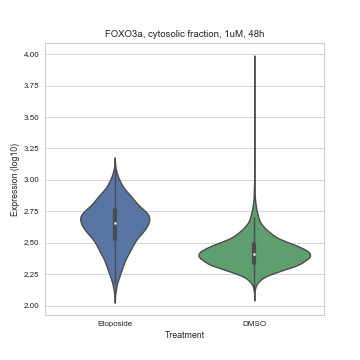 FOXO3a, cytosolic fraction, 1uM, 48h
4.00
3.75
3.50
3.25
3.00
2.75
2.50
2.25
2.00
Expression (log10)
Etoposide
DMSO
Treatment